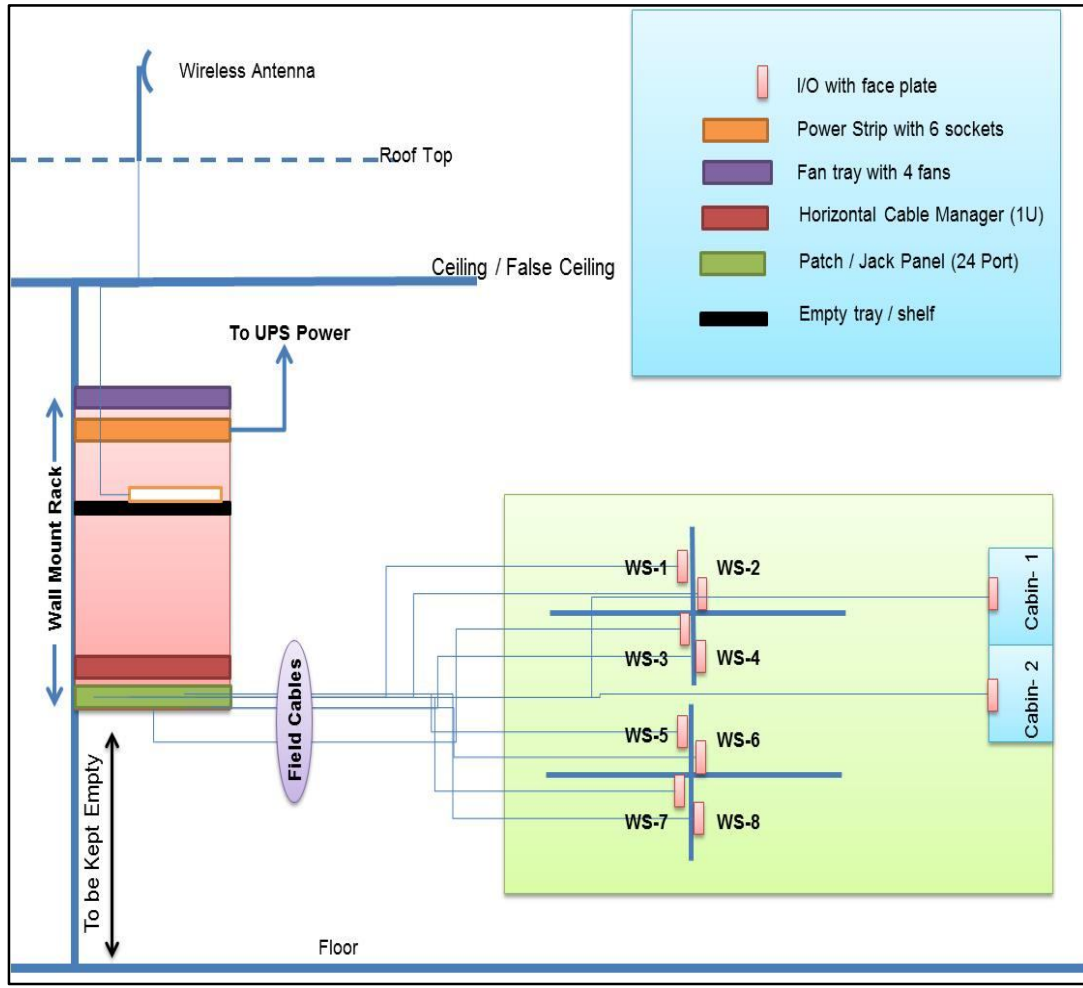 Wireless Antenna
Roof Top
Ceiling / False Ceiling
To UPS Power
I/O with face plate
Power Strip with 6 sockets
Fan tray with 4 fans
Horizontal Cable Manager (1U)
Patch / Jack Panel (24 Port)
Empty tray / shelf
Wall Mount Rack
Field Cables
To be Kept Empty
WS-1
WS-2
WS-3
WS-4
WS-5
WS-6
WS-7
WS-8
Cabin- 1
Cabin- 2
Floor